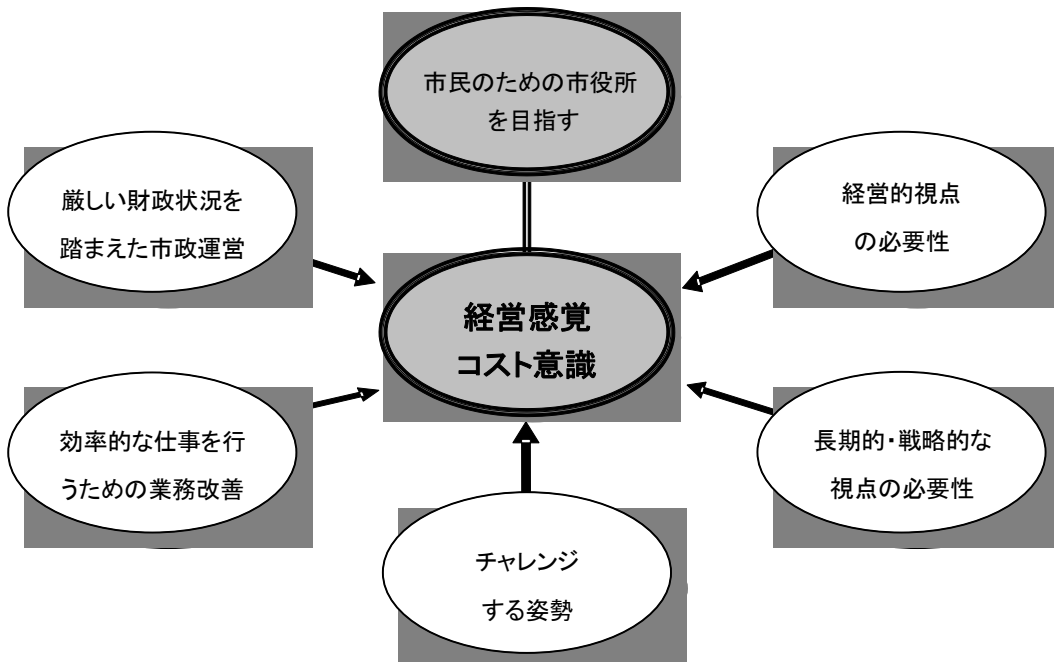 市民のための市役所
を目指す
厳しい財政状況を
踏まえた市政運営
経営的視点
の必要性
経営感覚
コスト意識
効率的な仕事を行
うための業務改善
長期的・戦略的な
視点の必要性
チャレンジ
する姿勢